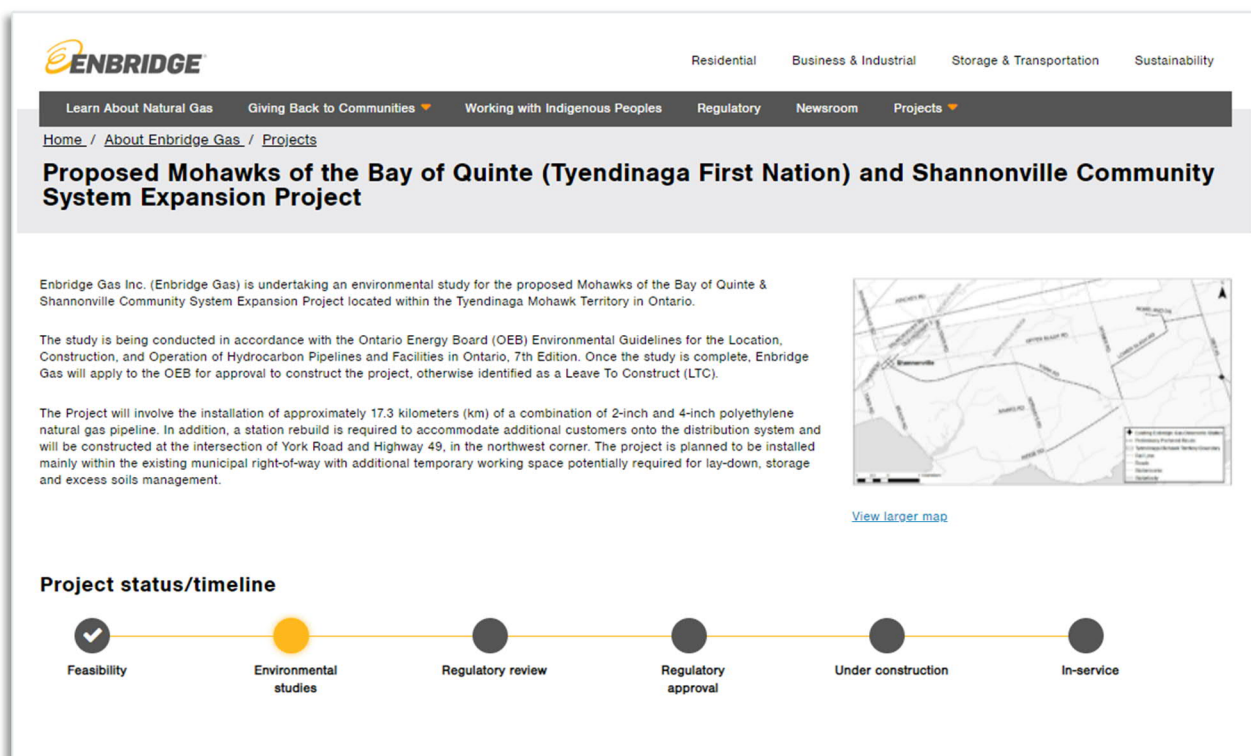 ENBRIDGE
Residential Business & Industrial Storage & Transportation Sustainability
Learn About Natural Gas Giving Back to Communities Working with Indigenous Peoples Regulatory Newsroom Projects
Home / About Enbridge Gas / Projects
Proposed Mohawks of the Bay of Quinte (Tyendinaga First Nation) and Shannonville Community
System Expansion Project
Enbridge Gas Inc. (Enbridge Gas) is undertaking an environmental study for the proposed Mohawks of the Bay of Quinte &
Shannonville Community System Expansion Project located within the Tyendinaga Mohawk Territory in Ontario.
The study is being conducted in accordance with the Ontario Energy Board (OEB) Environmental Guidelines for the Location,
Construction, and Operation of Hydrocarbon Pipelines and Facilities in Ontario, 7th Edition. Once the study is complete, Enbridge
Gas will apply to the OEB for approval to construct the project, otherwise identified as a Leave To Construct (LTC).
The Project will involve the installation of approximately 17.3 kilometers (km) of a combination of 2-inch and 4-inch polyethylene
natural gas pipeline. In addition, a station rebuild is required to accommodate additional customers onto the distribution system and
will be constructed at the intersection of York Road and Highway 49, in the northwest corner. The project is planned to be installed
mainly within the existing municipal right-of-way with additional temporary working space potentially required for lay-down, storage
and excess soils management.
Shannonville
YORK RD
View larger map
Project status/timeline
Feasibility
Environmental
studies
Regulatory review
Regulatory
approval
Under construction
In-service